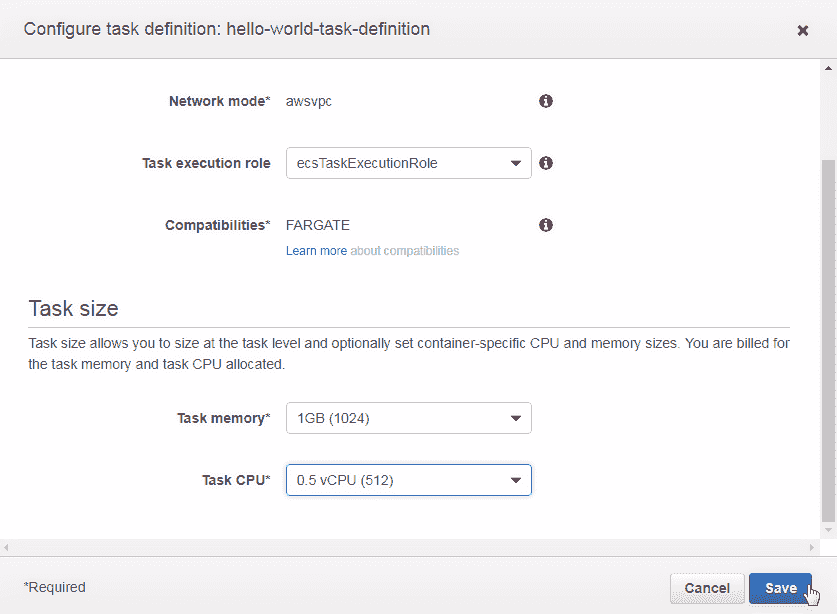 Configure task definition: hello-world-task-definition
Network mode* awsvpc
Task execution role ecsTaskExecutionRole
Compatibilities* FARGATE
Learn more about compatibilities
Task size
Task size allows you to size at the task level and optionally set container-specific CPU and memory sizes. You are billed for
the task memory and task CPU allocated.
Task memory* 1GB (1024)
Task CPU* 0.5 vCPU (512)
*Required Cancel Save